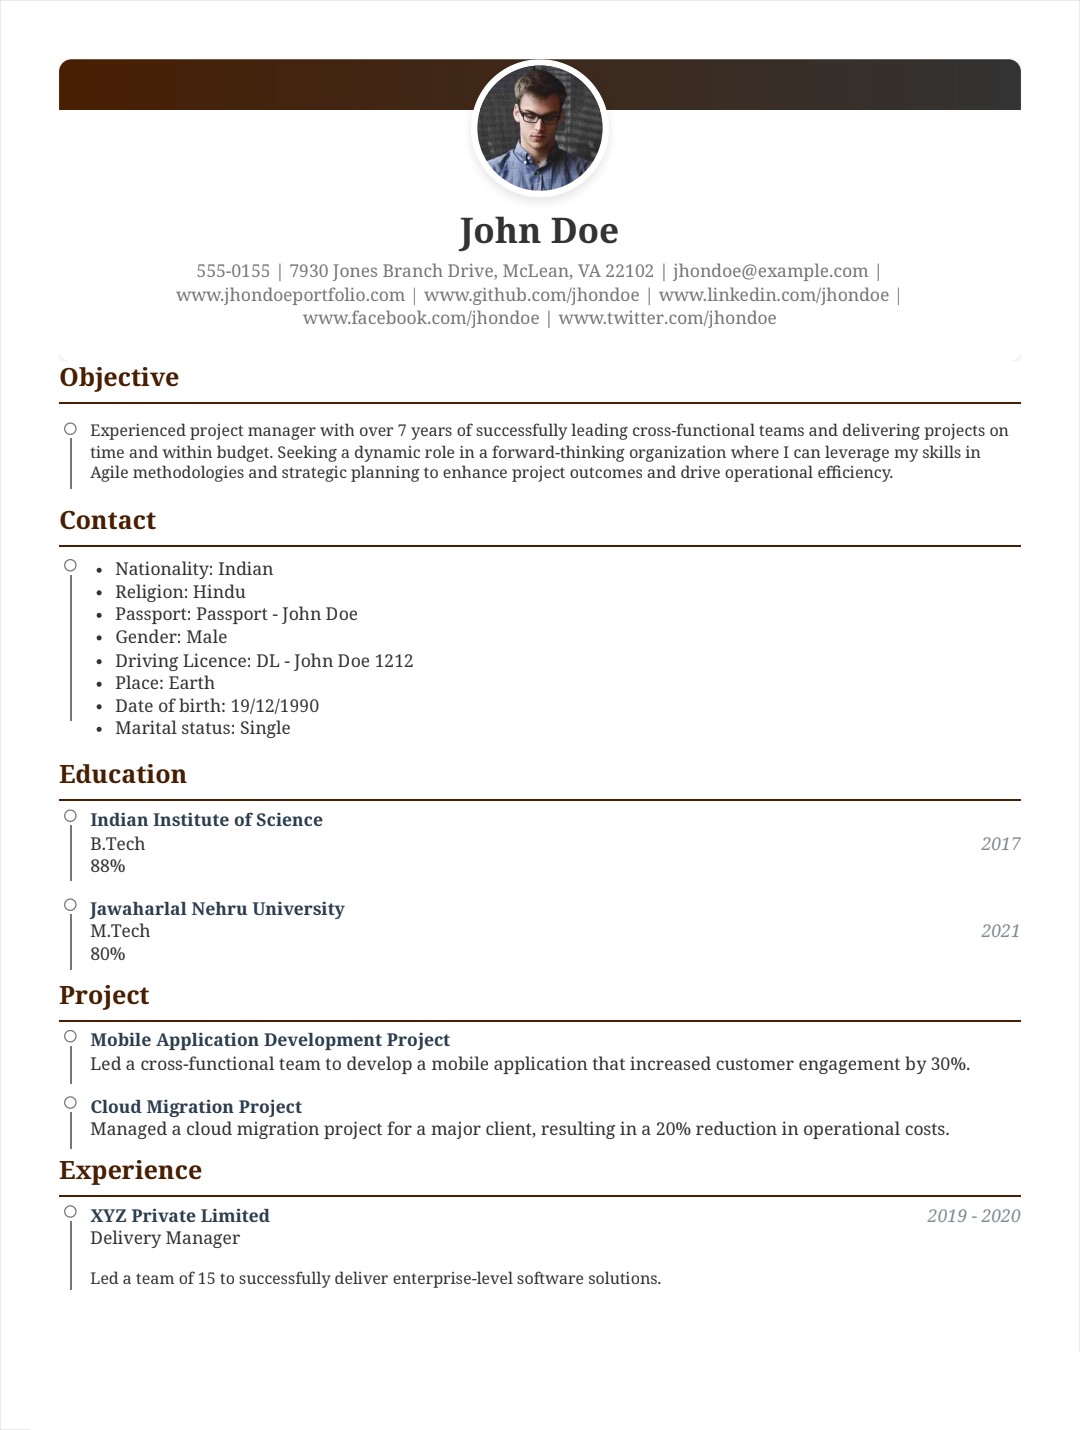 John Doe
555-0155 | 7930 Jones Branch Drive, McLean, VA 22102 | jhondoe@example.com |
www.jhondoeportfolio.com | www.github.com/jhondoe | www.linkedin.com/jhondoe |
www.facebook.com/jhondoe | www.twitter.com/jhondoe
Objective
Experienced project manager with over 7 years of successfully leading cross-functional teams and delivering projects on
time and within budget. Seeking a dynamic role in a forward-thinking organization where I can leverage my skills in
Agile methodologies and strategic planning to enhance project outcomes and drive operational efficiency.
Contact
• Nationality: Indian
• Religion: Hindu
• Passport: Passport - John Doe
• Gender: Male
• Driving Licence: DL - John Doe 1212
• Place: Earth
• Date of birth: 19/12/1990
• Marital status: Single
Education
Indian Institute of Science
B.Tech 2017
88%
Jawaharlal Nehru University
M.Tech 2021
80%
Project
Mobile Application Development Project
Led a cross-functional team to develop a mobile application that increased customer engagement by 30%.
Cloud Migration Project
Managed a cloud migration project for a major client, resulting in a 20% reduction in operational costs.
Experience
XYZ Private Limited 2019 - 2020
Delivery Manager
Led a team of 15 to successfully deliver enterprise-level software solutions.